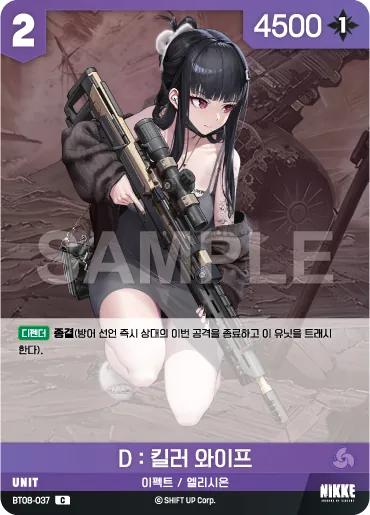 2
4500 1
SAMPLE
디펜더 종결(방어 선언 즉시 상대의 이번 공격을 종료하고 이 유닛을 트래시
한다).
D : 킬러 와이프
UNIT
이펙트 / 엘리시온
BT08-037 C
© SHIFT UP Corp.
NIKKE